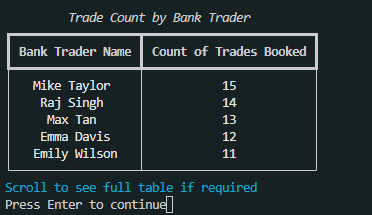 Trade Count by Bank Trader
Bank Trader Name Count of Trades Booked
Mike Taylor 15
Raj Singh 14
Max Tan 13
Emma Davis 12
Emily Wilson 11
Scroll to see full table if required
Press Enter to continue